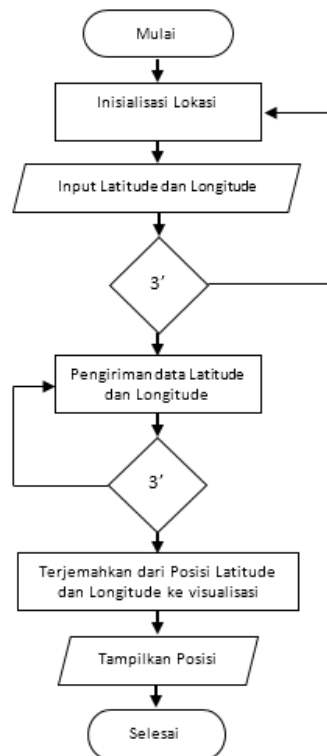 Mulai
Inisialisasi Lokasi
Input Latitude dan Longitude
3’
Pengiriman data Latitude
dan Longitude
3’
Terjemahkan dari Posisi Latitude
dan Longitude ke visualisasi
Tampilkan Posisi
Selesai